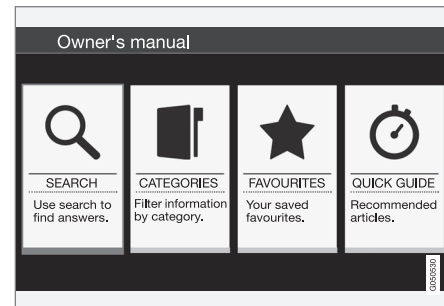 Owner's manual
SEARCH
Use search to
find answers.
CATEGORIES
Filter information
by category.
FAVOURITES
Your saved
favourites.
QUICK GUIDE
Recommended
articles.
G050530